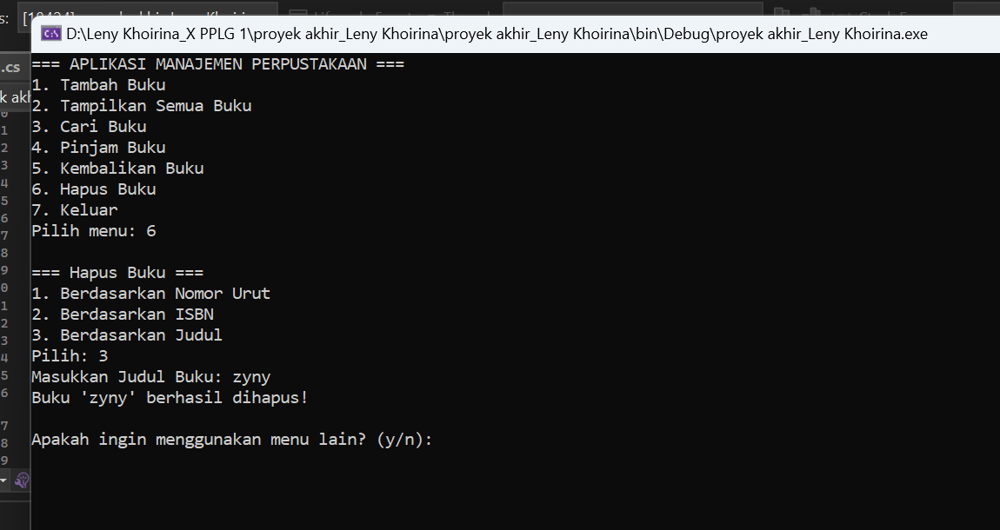 D:\Leny Khoirina_X PPLG 1\proyek akhir_Leny Khoirina\proyek akhir_Leny Khoirina\bin\Debug\proyek akhir_Leny Khoirina.exe
.cs
k akh
=== APLIKASI MANAJEMEN PERPUSTAKAAN ===
1. Tambah Buku
2. Tampilkan Semua Buku
3. Cari Buku
4. Pinjam Buku
5. Kembalikan Buku
6. Hapus Buku
7. Keluar
Pilih menu: 6
=== Hapus Buku ===
1. Berdasarkan Nomor Urut
2. Berdasarkan ISBN
3. Berdasarkan Judul
Pilih: 3
Masukkan Judul Buku: zyny
Buku 'zyny' berhasil dihapus!
Apakah ingin menggunakan menu lain? (y/n):